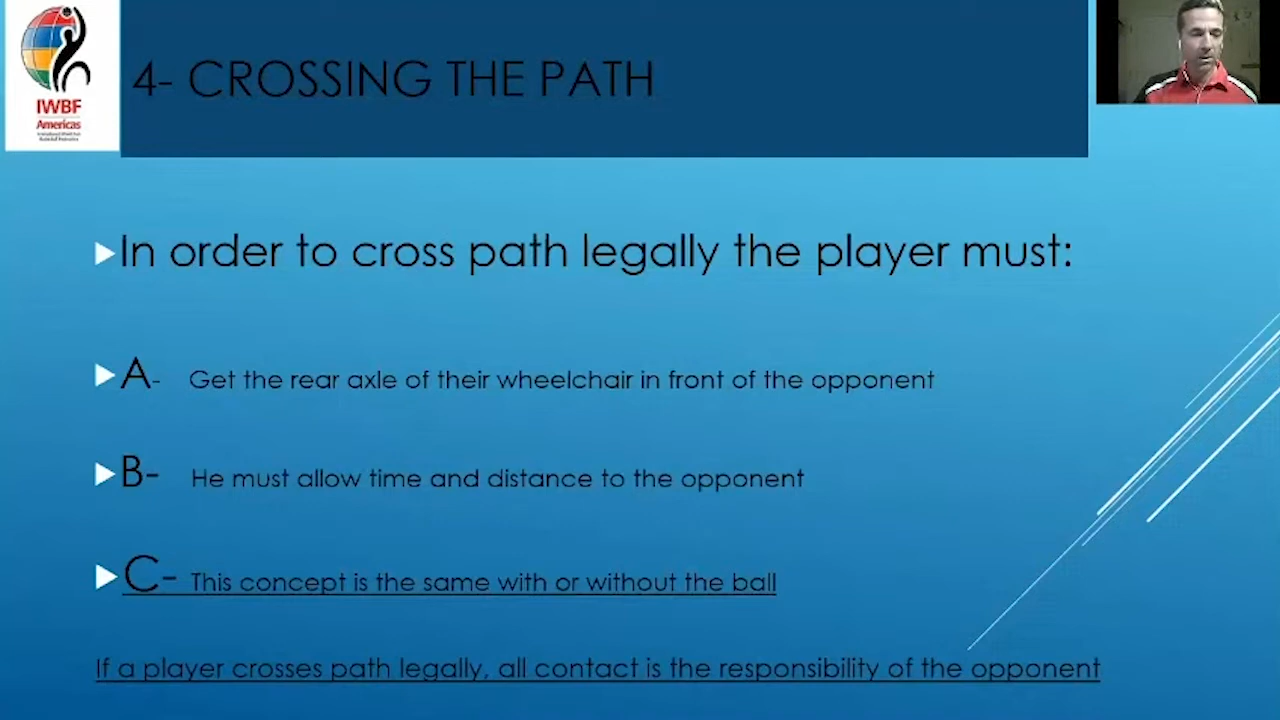 IWBF
Americas
4- CROSSING THE PATH
In order to cross path legally the player must:
A- Get the rear axle of their wheelchair in front of the opponent
B- He must allow time and distance to the opponent
C- This concept is the same with or without the ball
If a player crosses path legally, all contact is the responsibility of the opponent